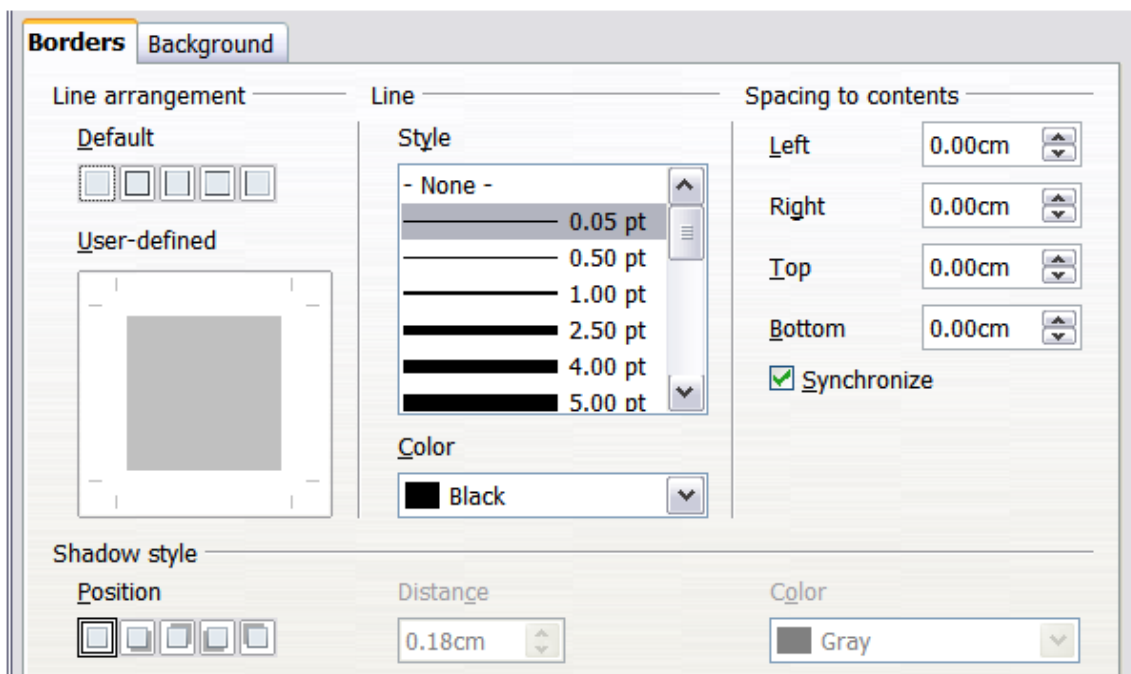 Borders Background
Line arrangement
Default
User-defined
Line
Style
- None -
0.05 pt
0.50 pt
1.00 pt
2.50 pt
4.00 pt
5.00 pt
Color
Black
Spacing to contents
Left 0.00cm
Right 0.00cm
Top 0.00cm
Bottom 0.00cm
Synchronize
Shadow style
Position
Distance
0.18cm
Color
Gray